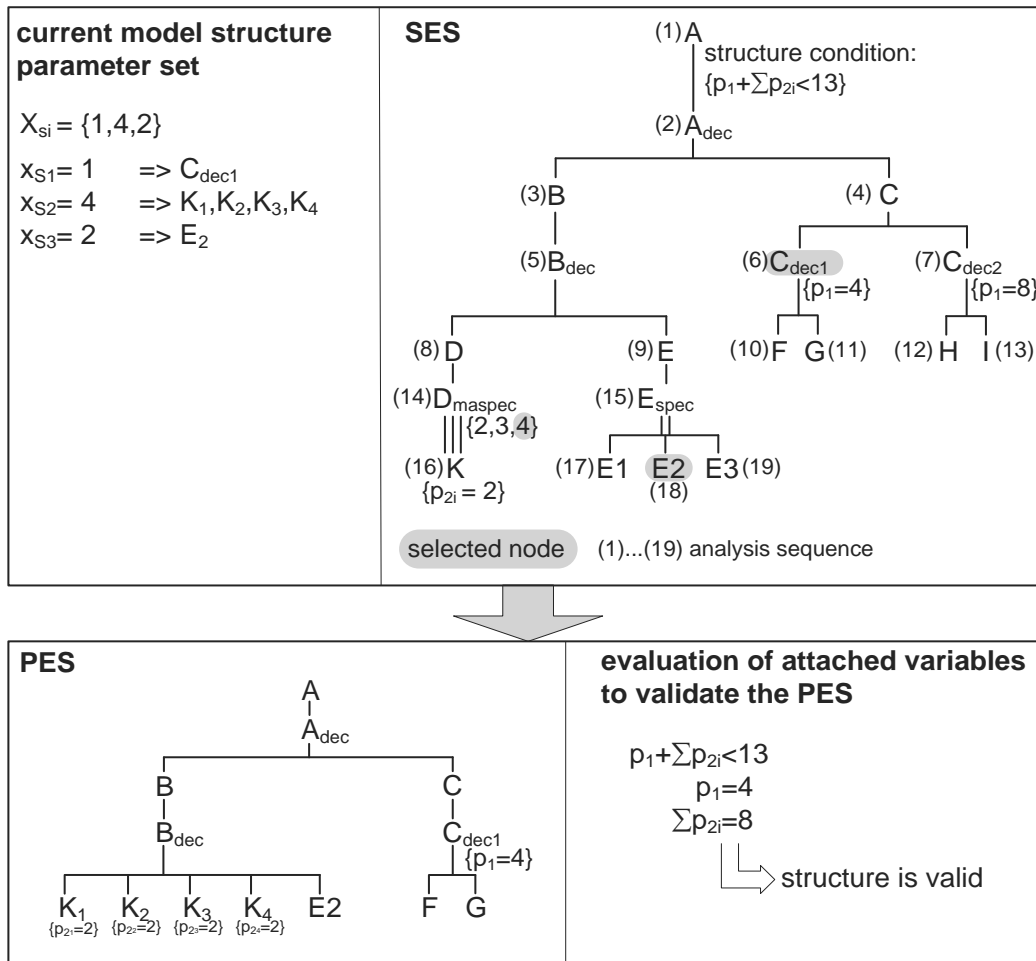 current model structure
parameter set
X_si = {1,4,2}
x_S1= 1 => C_dec1
x_S2= 4 => K_1,K_2,K_3,K_4
x_S3= 2 => E_2
SES
(1) A
structure condition:
{p_1+∑p_2i<13}
(2) A_dec
(3) B (4) C
(5) B_dec (6) C_dec1 (7) C_dec2
{p_1=4} {p_1=8}
(8) D (9) E (10) F G (11) (12) H I (13)
(14) D_maspec (15) E_spec
{2,3,4}
(16) K (17) E1 E2 E3 (19)
{p_2i = 2} (18)
selected node (1)...(19) analysis sequence
PES
A
A_dec
B C
B_dec C_dec1
{p_1=4}
K_1 K_2 K_3 K_4 E2 F G
{p_21=2} {p_22=2} {p_23=2} {p_24=2}
evaluation of attached variables
to validate the PES
p_1+∑p_2i<13
p_1=4
∑p_2i=8
structure is valid